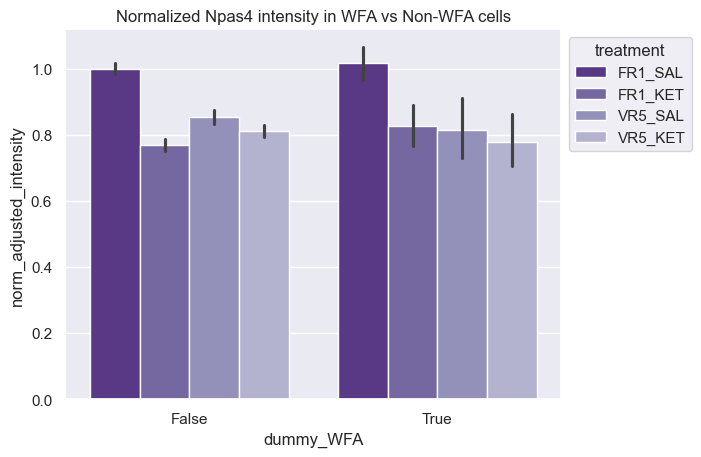 Normalized Npas4 intensity in WFA vs Non-WFA cells
treatment
FR1_SAL
FR1_KET
VR5_SAL
VR5_KET
norm_adjusted_intensity
1.0
0.8
0.6
0.4
0.2
0.0
False
True
dummy_WFA